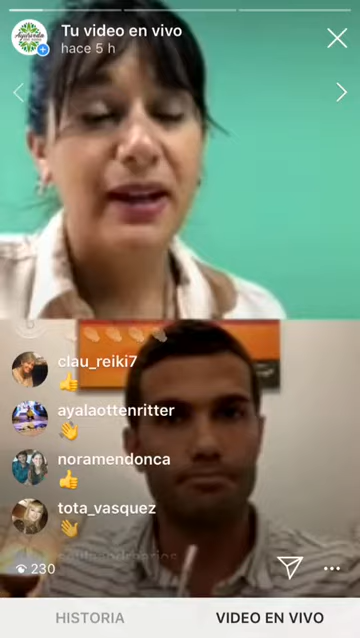 Tu video en vivo
hace 5 h
clau_reiki7
👍
ayalaottenritter
👋
noramendonca
👍
tota_vasquez
👋
230
HISTORIA
VIDEO EN VIVO